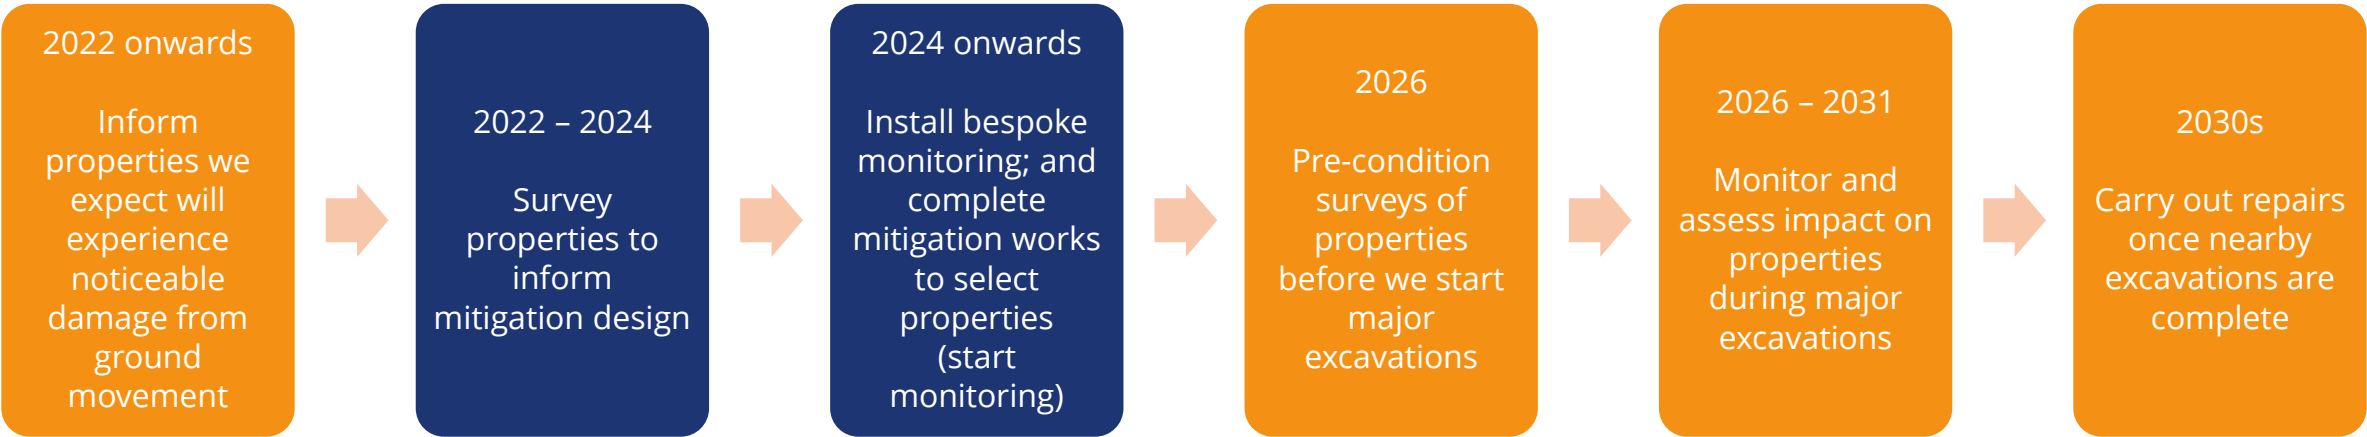 2022 onwards
Inform
properties we
expect will
experience
noticeable
damage from
ground
movement
2022 – 2024
Survey
properties to
inform
mitigation design
2024 onwards
Install bespoke
monitoring; and
complete
mitigation works
to select
properties
(start
monitoring)
2026
Pre-condition
surveys of
properties
before we start
major
excavations
2026 – 2031
Monitor and
assess impact on
properties
during major
excavations
2030s
Carry out repairs
once nearby
excavations are
complete